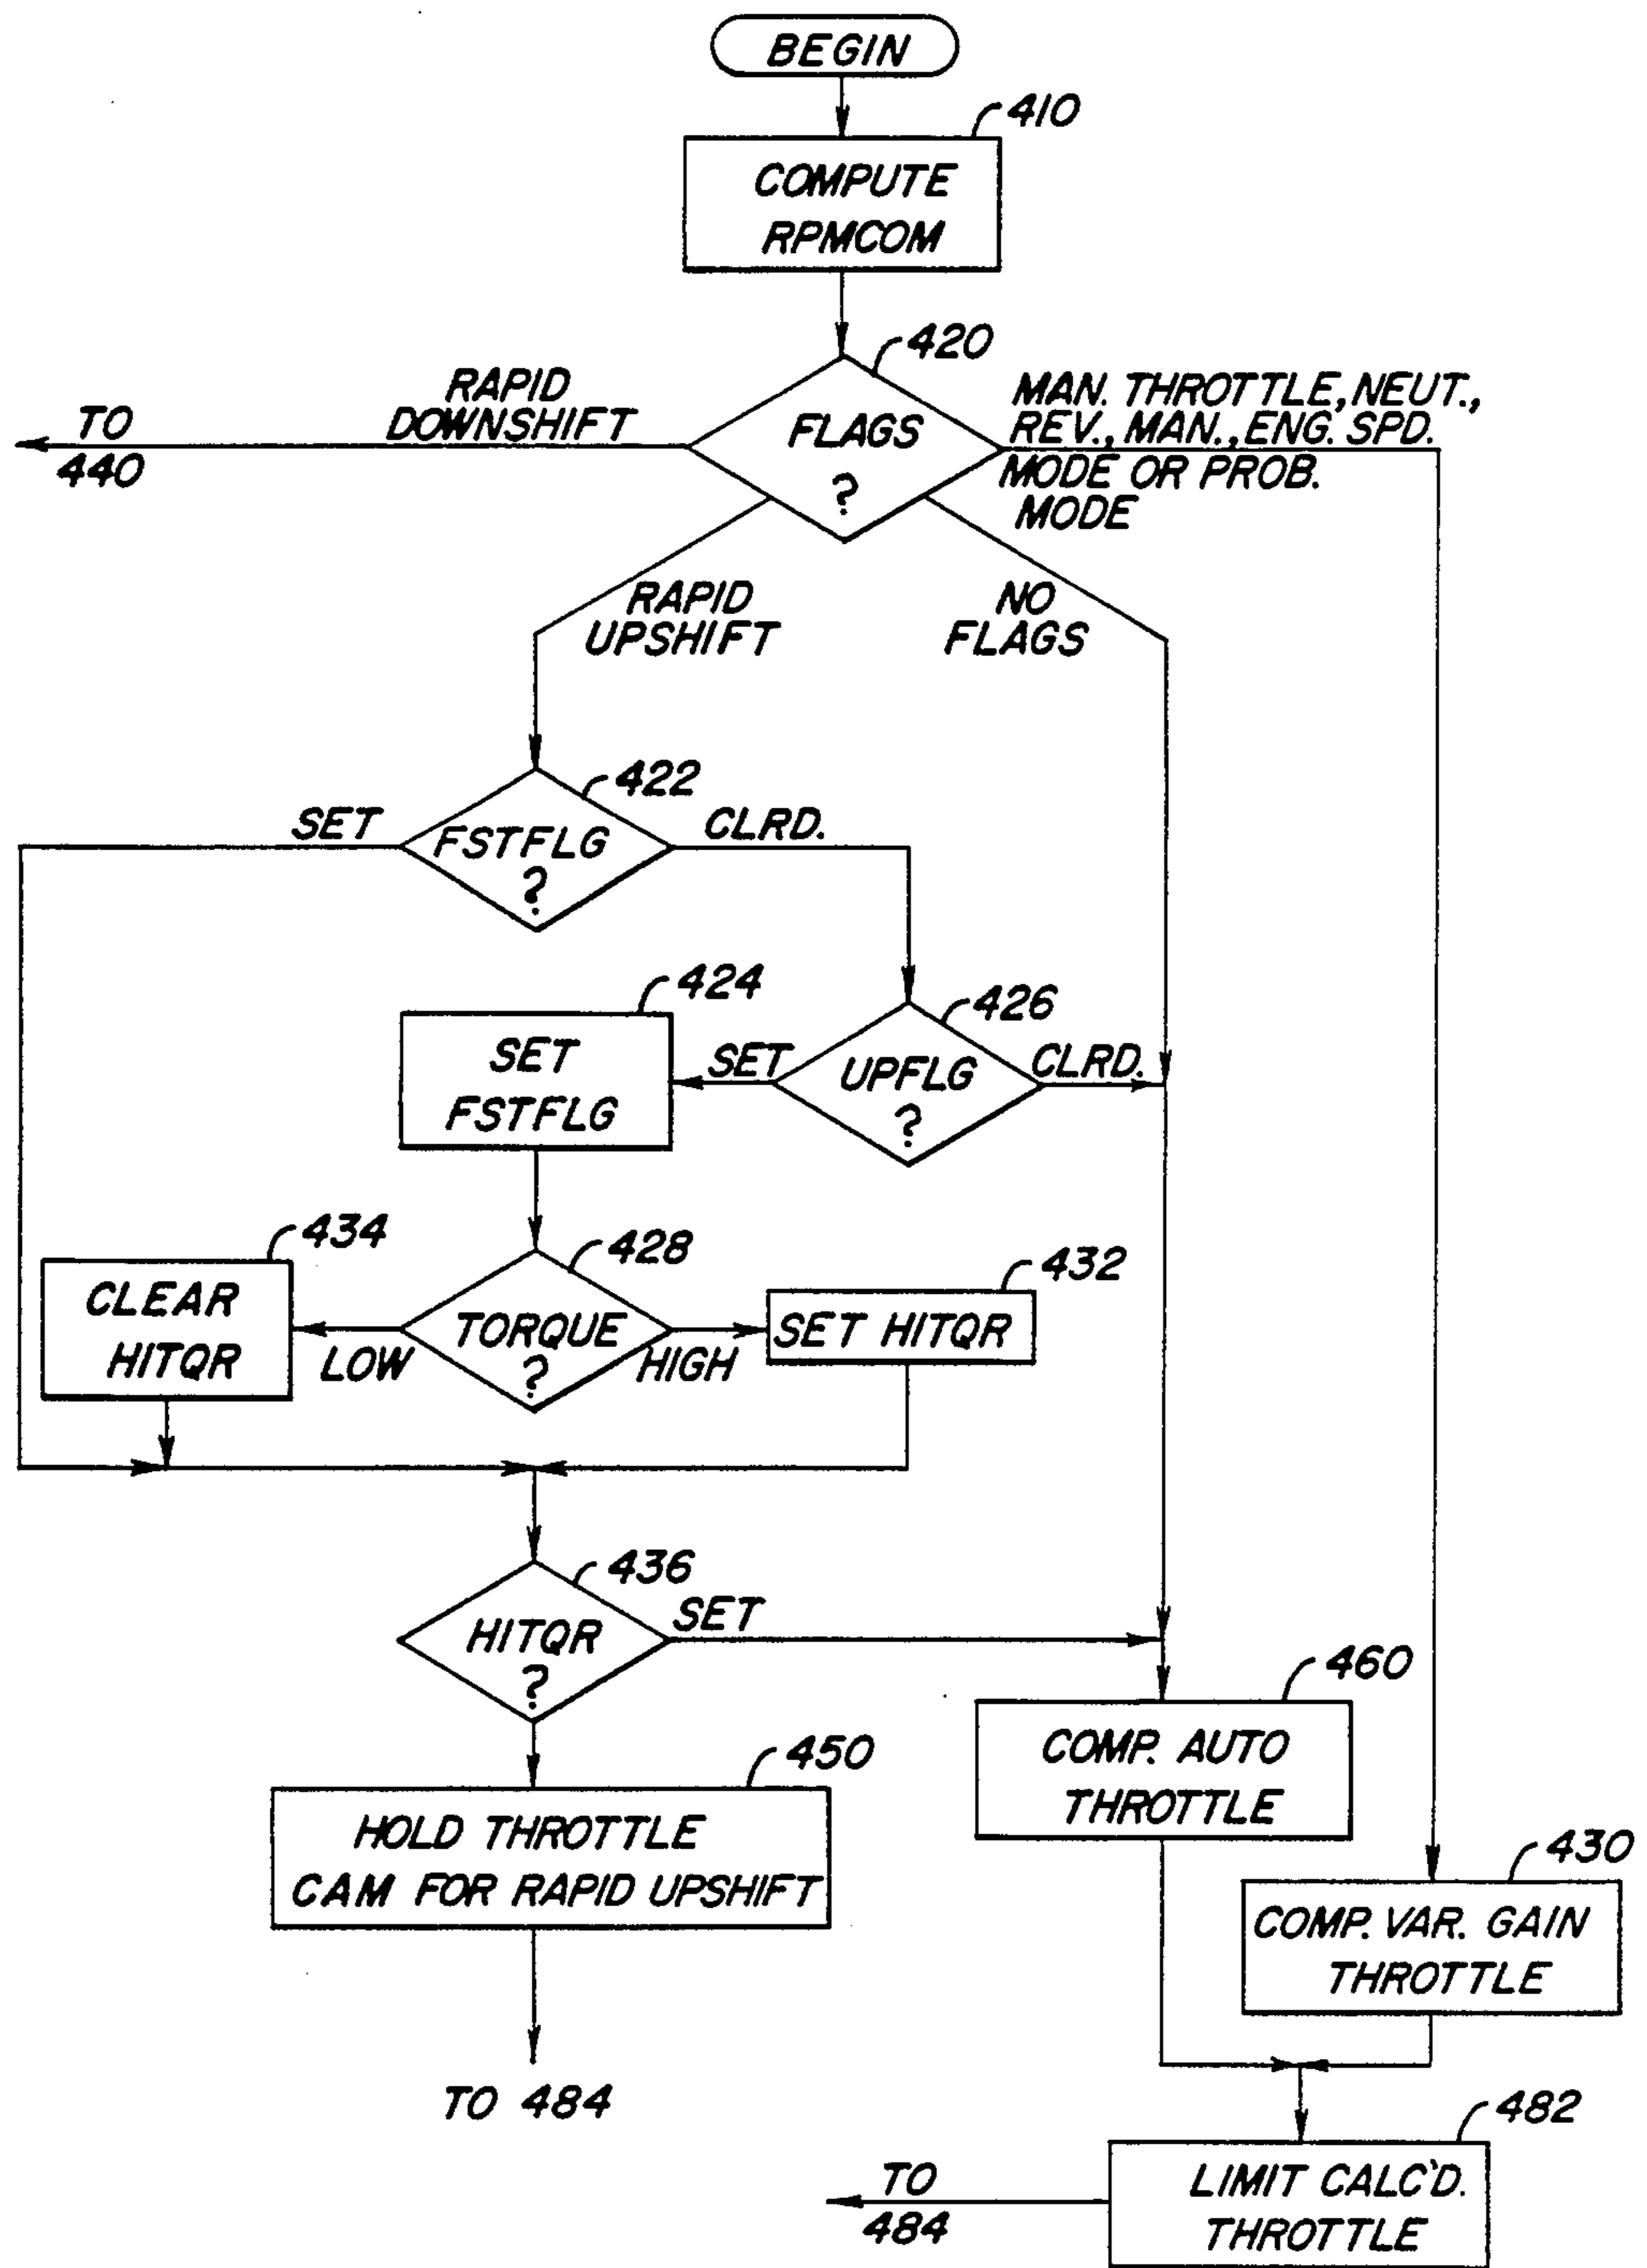 BEGIN
410
COMPUTE
RPMCOM
420
FLAGS
?
RAPID
DOWNSHIFT
TO
440
MAN. THROTTLE, NEUT.,
REV., MAN., ENG. SPD.
MODE OR PROB.
MODE
RAPID
UPSHIFT
NO
FLAGS
422
FSTFLG
?
SET
CLRD.
424
SET
FSTFLG
426
UPFLG
?
SET
CLRD.
434
CLEAR
HITQR
428
TORQUE
?
LOW
HIGH
432
SET HITQR
436
HITQR
?
SET
460
COMP. AUTO
THROTTLE
450
HOLD THROTTLE
CAM FOR RAPID UPSHIFT
430
COMP. VAR. GAIN
THROTTLE
TO 484
482
LIMIT CALC'D.
THROTTLE
TO
484